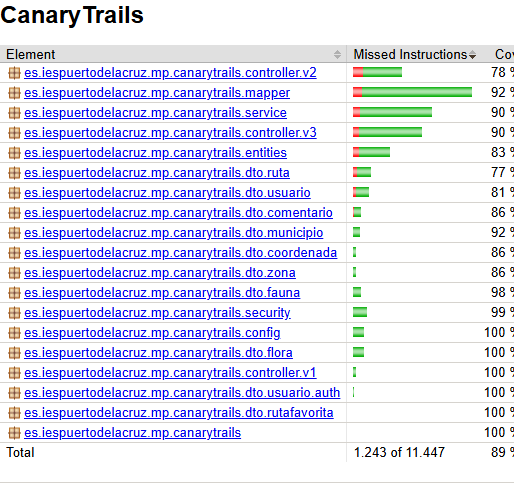 CanaryTrails
Element Missed Instructions Cov
es.iespuertodelacruz.mp.canarytrails.controller.v2 78 %
es.iespuertodelacruz.mp.canarytrails.mapper 92 %
es.iespuertodelacruz.mp.canarytrails.service 90 %
es.iespuertodelacruz.mp.canarytrails.controller.v3 90 %
es.iespuertodelacruz.mp.canarytrails.entities 83 %
es.iespuertodelacruz.mp.canarytrails.dto.ruta 77 %
es.iespuertodelacruz.mp.canarytrails.dto.usuario 81 %
es.iespuertodelacruz.mp.canarytrails.dto.comentario 86 %
es.iespuertodelacruz.mp.canarytrails.dto.municipio 92 %
es.iespuertodelacruz.mp.canarytrails.dto.coordenada 86 %
es.iespuertodelacruz.mp.canarytrails.dto.zona 86 %
es.iespuertodelacruz.mp.canarytrails.dto.fauna 98 %
es.iespuertodelacruz.mp.canarytrails.security 99 %
es.iespuertodelacruz.mp.canarytrails.config 100 %
es.iespuertodelacruz.mp.canarytrails.dto.flora 100 %
es.iespuertodelacruz.mp.canarytrails.controller.v1 100 %
es.iespuertodelacruz.mp.canarytrails.dto.usuario.auth 100 %
es.iespuertodelacruz.mp.canarytrails.dto.rutafavorita 100 %
es.iespuertodelacruz.mp.canarytrails 100 %
Total 1.243 of 11.447 89 %